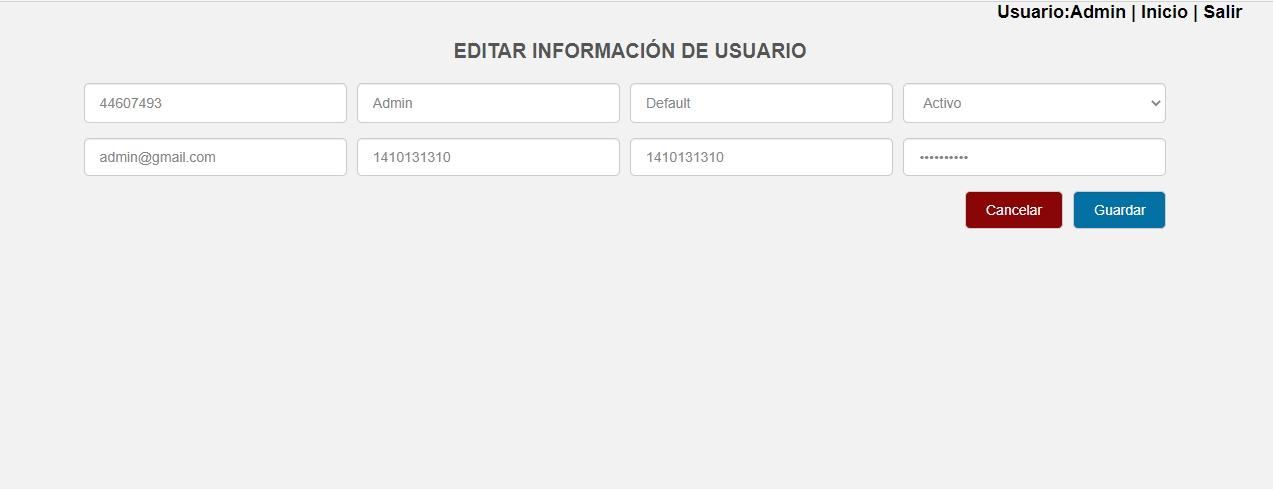 Usuario:Admin | Inicio | Salir
EDITAR INFORMACIÓN DE USUARIO
44607493 Admin Default Activo
admin@gmail.com 1410131310 1410131310 ••••••••••
Cancelar Guardar